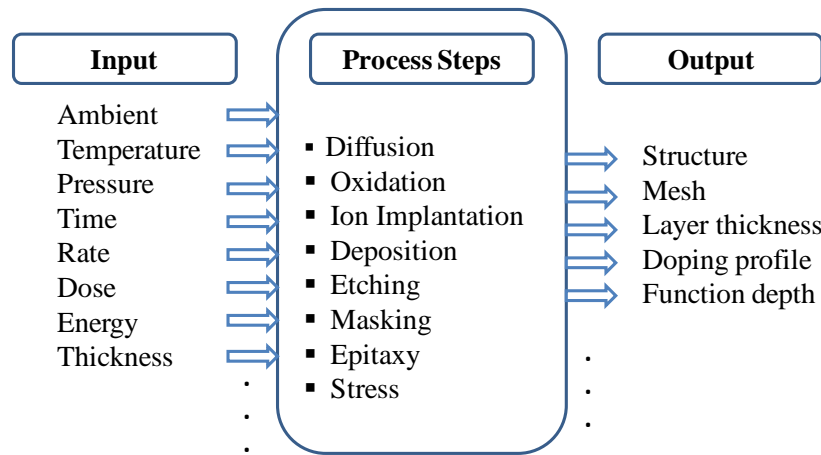 Input
Ambient
Temperature
Pressure
Time
Rate
Dose
Energy
Thickness
.
.
.
Process Steps
▪ Diffusion
▪ Oxidation
▪ Ion Implantation
▪ Deposition
▪ Etching
▪ Masking
▪ Epitaxy
▪ Stress
Output
Structure
Mesh
Layer thickness
Doping profile
Function depth
.
.
.